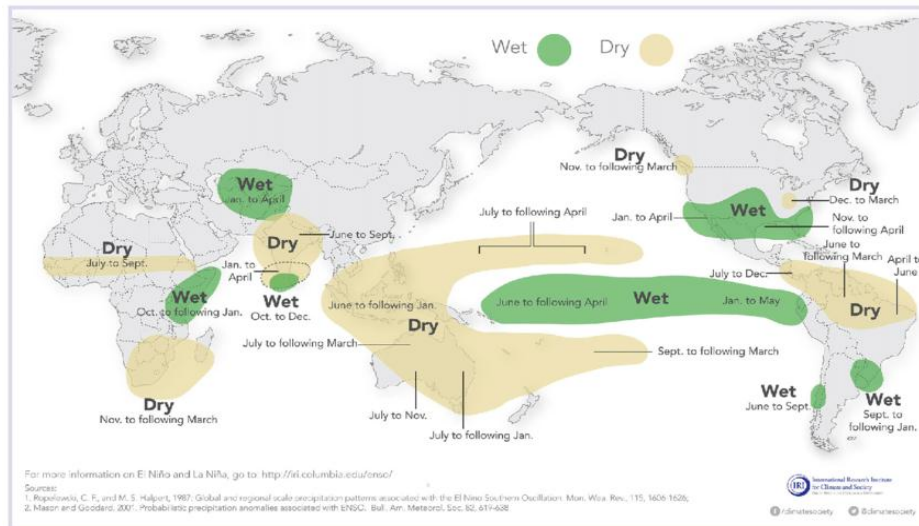 Wet Dry
Dry
Nov. to following March
Dry
Dec. to March
Wet
Jan. to April
Wet
Jan. to April
Nov. to
following April
July to following April
Dry
June to Sept.
Dry
July to Sept.
Jan. to
April
Wet
Oct. to Dec.
Wet
Oct. to following Jan.
Dry
Nov. to following March
June to following Jan.
Dry
July to following March
July to Nov.
July to following Jan.
June to following April
Wet
Jan. to May
Sept. to following March
July to Dec.
June to
following March
April to
June
Dry
Wet
June to Sept.
Wet
Sept. to
following Jan.
For more information on El Niño and La Niña, go to: http://iri.columbia.edu/enso/
Sources:
1. Ropelewski, C. F., and M. S. Halpert, 1987: Global and regional scale precipitation patterns associated with the El Nino Southern Oscillation. Mon. Wea. Rev., 115, 1606-1626;
2. Mason and Goddard, 2001. Probabilistic precipitation anomalies associated with ENSO. Bull. Am. Meteorol. Soc. 82, 619-638
IRI
International Research Institute
for Climate and Society
/climatesociety @climatesociety